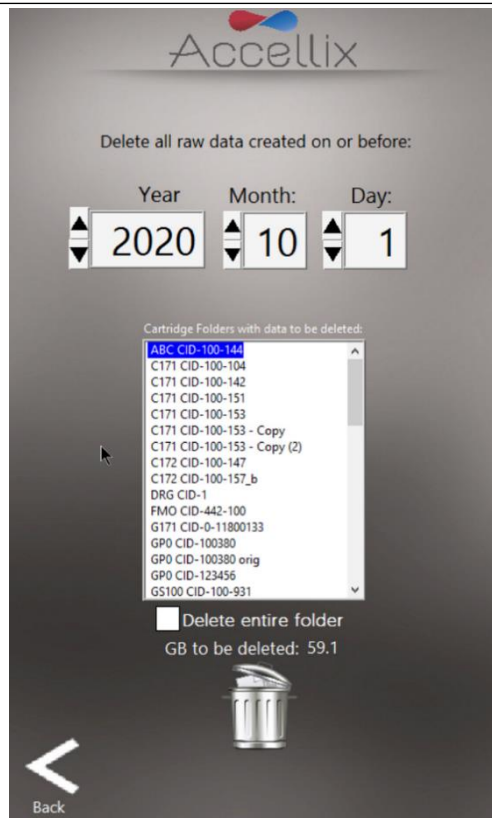 Accellix
Delete all raw data created on or before:
Year Month: Day:
2020 10 1
Cartridge Folders with data to be deleted:
ABC CID-100-144
C171 CID-100-104
C171 CID-100-142
C171 CID-100-151
C171 CID-100-153
C171 CID-100-153 - Copy
C171 CID-100-153 - Copy (2)
C172 CID-100-147
C172 CID-100-157_b
DRG CID-1
FMO CID-442-100
G171 CID-0-11800133
GP0 CID-100380
GP0 CID-100380 orig
GP0 CID-123456
GS100 CID-100-931
Delete entire folder
GB to be deleted: 59.1
Back